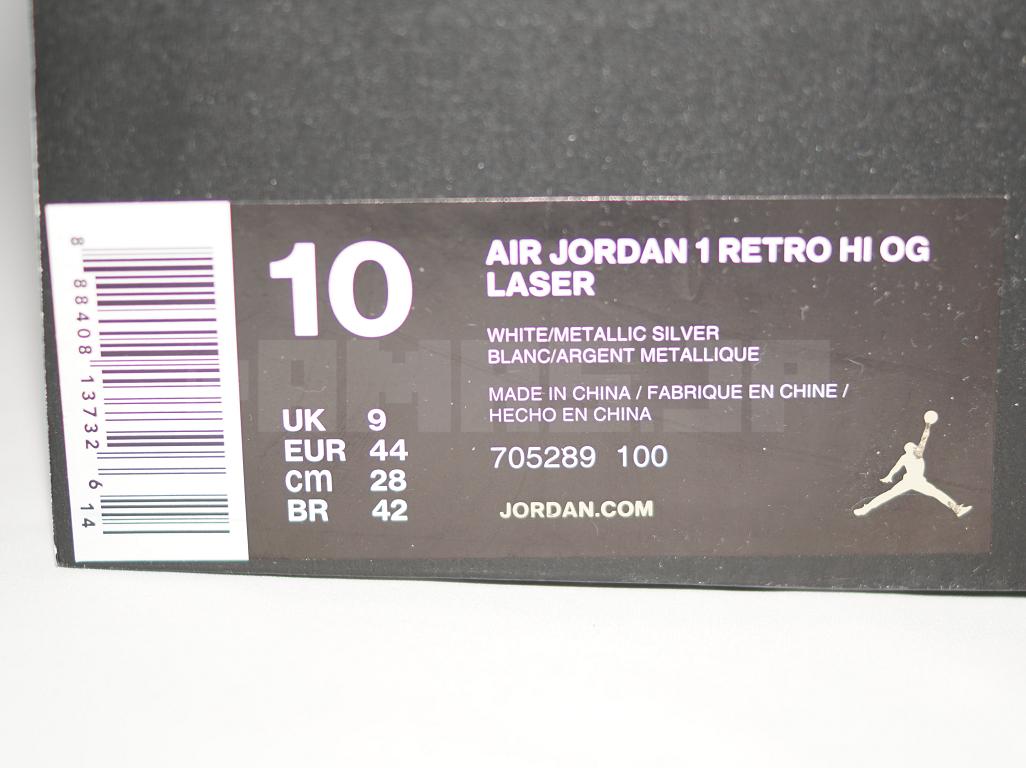 8 88408 13732 6 14
10
UK 9
EUR 44
cm 28
BR 42
AIR JORDAN 1 RETRO HI OG
LASER
WHITE/METALLIC SILVER
BLANC/ARGENT METALLIQUE
MADE IN CHINA / FABRIQUE EN CHINE /
HECHO EN CHINA
705289 100
JORDAN.COM